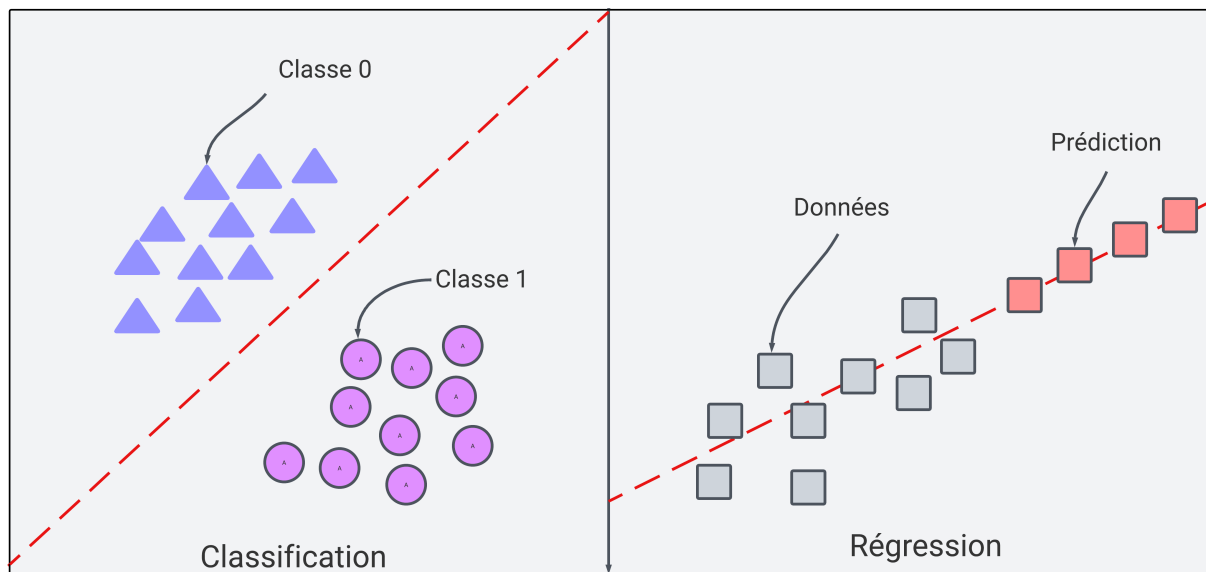 Classe 0
Classe 1
A
A
A
A
A
A
A
A
A
A
Classification
Prédiction
Données
Régression